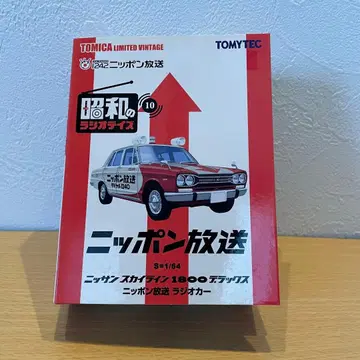 TOMICA LIMITED VINTAGE
TOMYTEC
1242 ニッポン放送
昭和の
ラジオデイズ
10
ニッポン放送
ニッポン放送
S=1/64
ニッサン スカイライン 1800 デラックス
ニッポン放送 ラジオカー